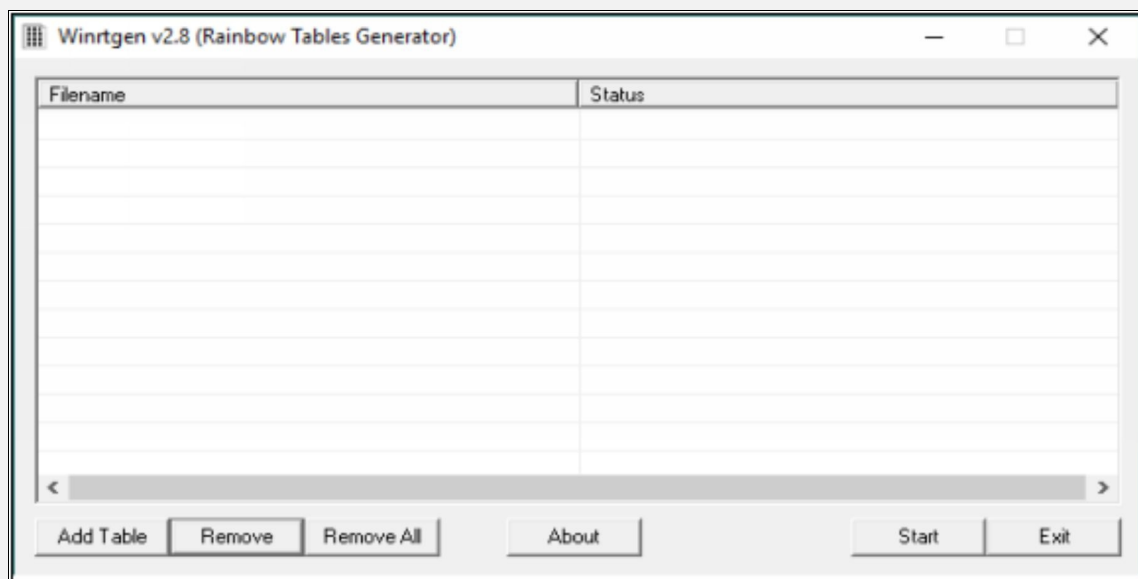 Winrtgen v2.8 (Rainbow Tables Generator)
Filename Status
Add Table Remove Remove All About Start Exit